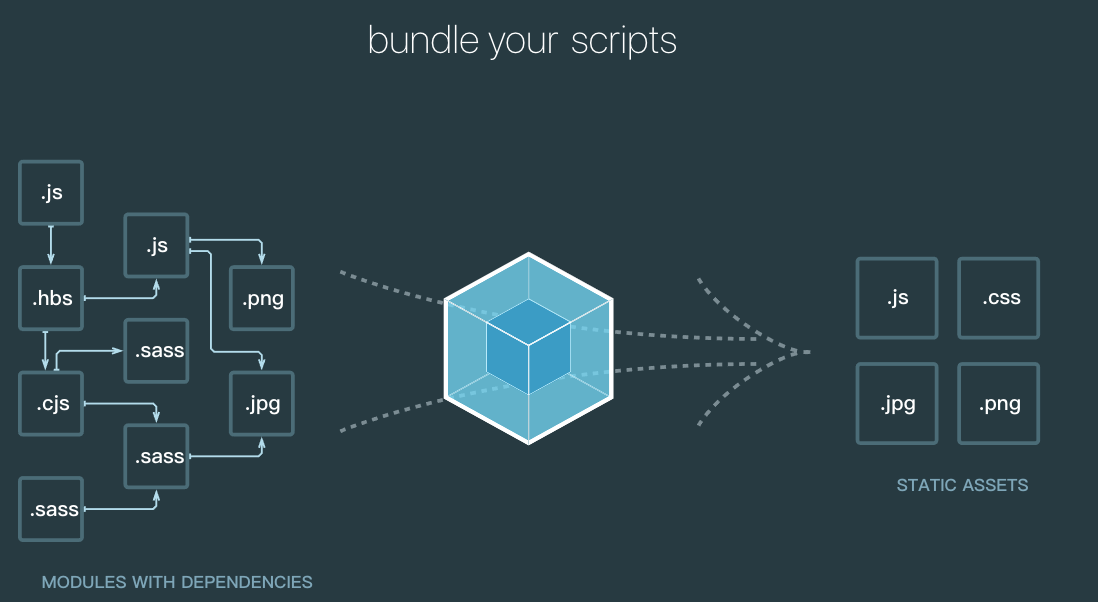 bundle your scripts
.js
.js
.hbs
.png
.sass
.cjs
.jpg
.sass
.sass
MODULES WITH DEPENDENCIES
.js
.css
.jpg
.png
STATIC ASSETS